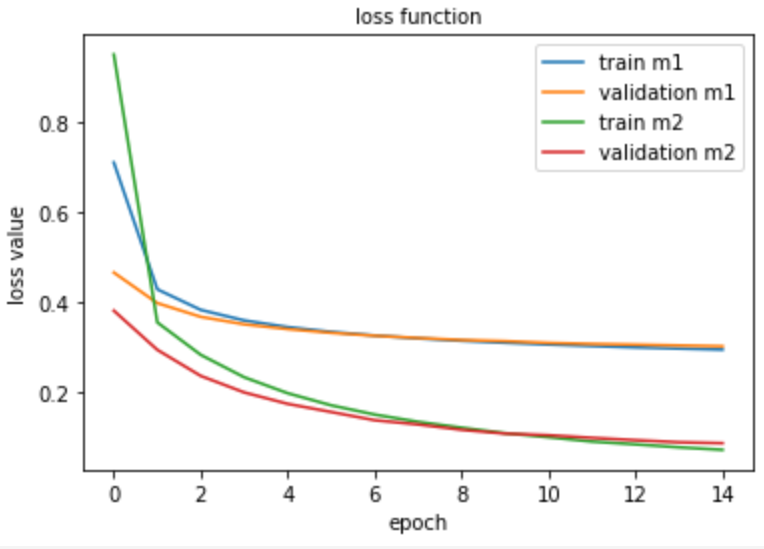 loss function
train m1
validation m1
train m2
validation m2
0.8
0.6
0.4
0.2
loss value
0 2 4 6 8 10 12 14
epoch